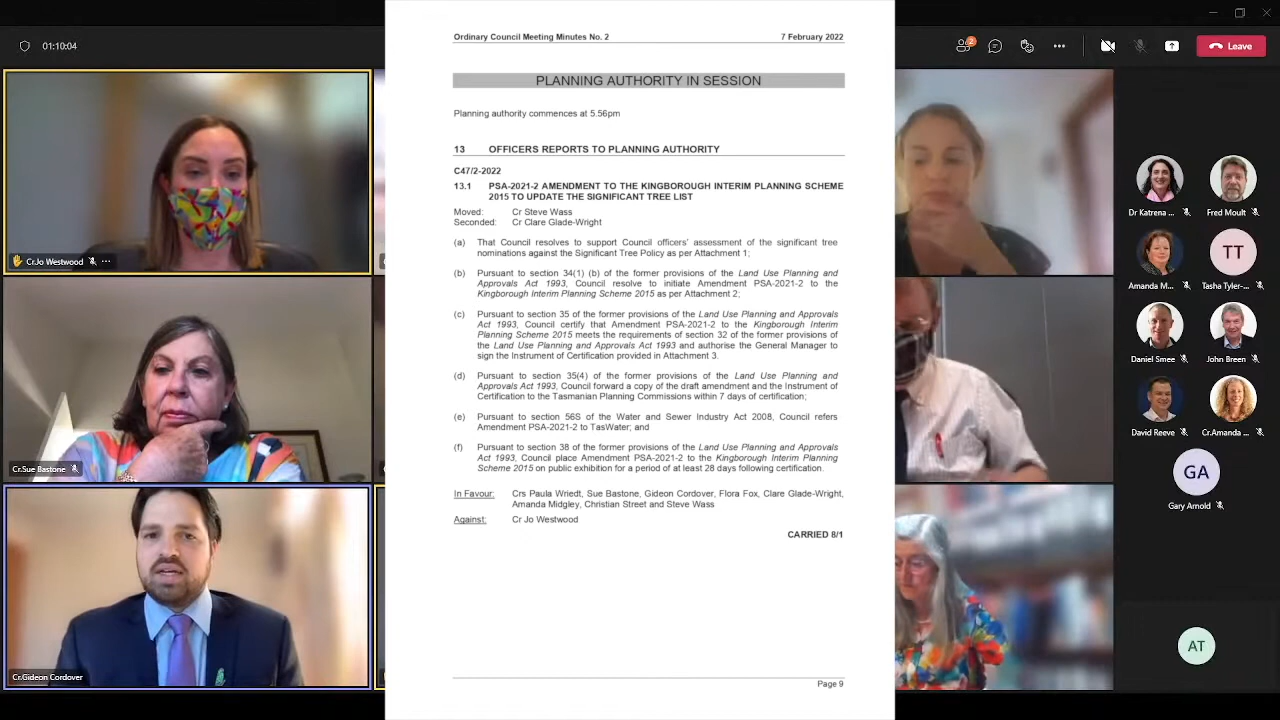 01:10:04
2
Leave
Cr.Jo Westwood
Cr.Sue Bastone
Cr.Gideon Cordover
Ordinary Council Meeting Minutes No. 2 7 February 2022
PLANNING AUTHORITY IN SESSION
Planning authority commences at 5.56pm
13 OFFICERS REPORTS TO PLANNING AUTHORITY
C47/2-2022
13.1 PSA-2021-2 AMENDMENT TO THE KINGBOROUGH INTERIM PLANNING SCHEME
2015 TO UPDATE THE SIGNIFICANT TREE LIST
Moved: Cr Steve Wass
Seconded: Cr Clare Glade-Wright
(a) That Council resolves to support Council officers' assessment of the significant tree
nominations against the Significant Tree Policy as per Attachment 1;
(b) Pursuant to section 34(1) (b) of the former provisions of the Land Use Planning and
Approvals Act 1993, Council resolve to initiate Amendment PSA-2021-2 to the
Kingborough Interim Planning Scheme 2015 as per Attachment 2;
(c) Pursuant to section 35 of the former provisions of the Land Use Planning and Approvals
Act 1993, Council certify that Amendment PSA-2021-2 to the Kingborough Interim
Planning Scheme 2015 meets the requirements of section 32 of the former provisions of
the Land Use Planning and Approvals Act 1993 and authorise the General Manager to
sign the Instrument of Certification provided in Attachment 3.
(d) Pursuant to section 35(4) of the former provisions of the Land Use Planning and
Approvals Act 1993, Council forward a copy of the draft amendment and the Instrument of
Certification to the Tasmanian Planning Commissions within 7 days of certification;
(e) Pursuant to section 56S of the Water and Sewer Industry Act 2008, Council refers
Amendment PSA-2021-2 to TasWater; and
(f) Pursuant to section 38 of the former provisions of the Land Use Planning and Approvals
Act 1993, Council place Amendment PSA-2021-2 to the Kingborough Interim Planning
Scheme 2015 on public exhibition for a period of at least 28 days following certification.
In Favour: Crs Paula Wriedt, Sue Bastone, Gideon Cordover, Flora Fox, Clare Glade-Wright,
Amanda Midgley, Christian Street and Steve Wass
Against: Cr Jo Westwood
CARRIED 8/1
Page 9
Dr Katrena...
David
TT
Melissa
Tasha Tyle...
Daniel
David Reeve
Scott
GA
Gary Arnold
AT